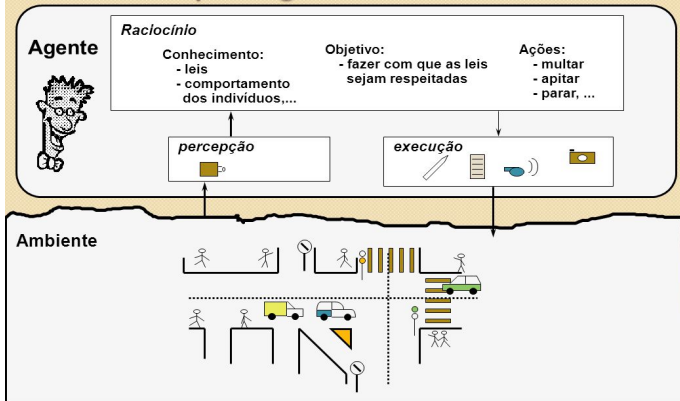 Agente
Raciocínio
Conhecimento:
- leis
- comportamento
dos indivíduos,...
Objetivo:
- fazer com que as leis
sejam respeitadas
Ações:
- multar
- apitar
- parar, ...
percepção
execução
Ambiente